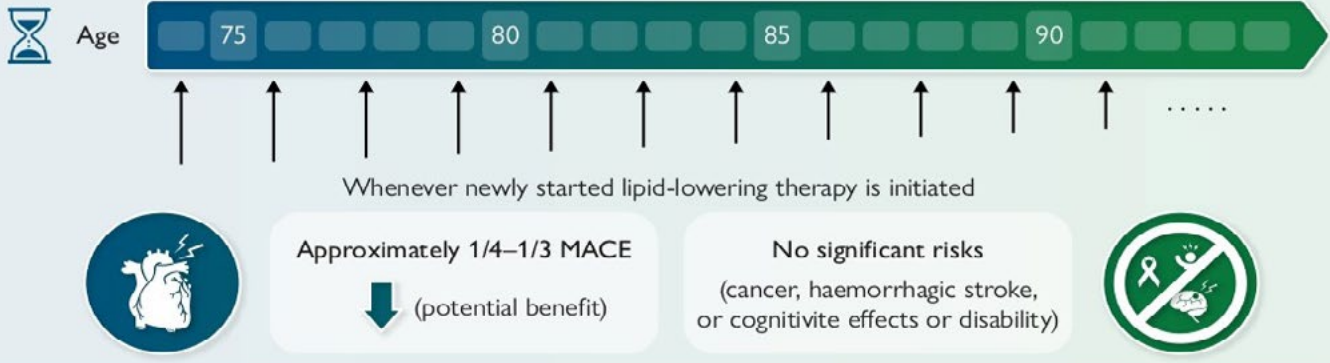 Age 75 80 85 90
.....
Whenever newly started lipid-lowering therapy is initiated
Approximately 1/4–1/3 MACE
(potential benefit)
No significant risks
(cancer, haemorrhagic stroke,
or cognitivite effects or disability)